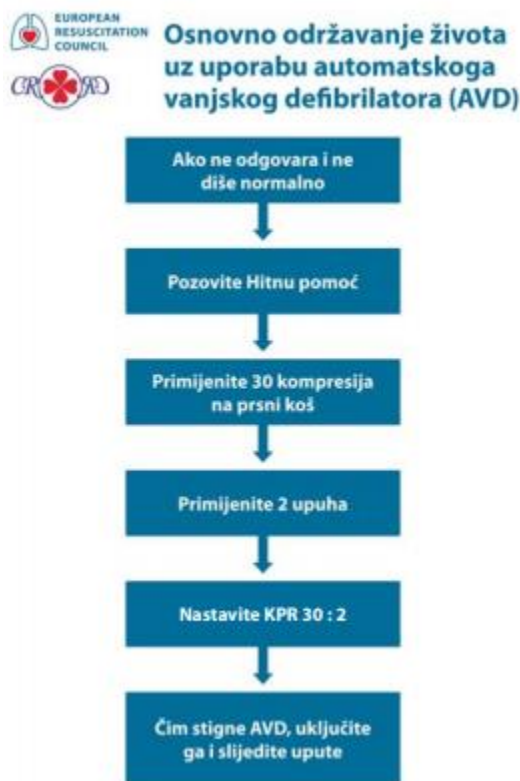 EUROPEAN
RESUSCITATION
COUNCIL
Osnovno održavanje života
uz uporabu automatskoga
vanjskog defibrilatora (AVD)
Ako ne odgovara i ne
diše normalno
Pozovite Hitnu pomoć
Primijenite 30 kompresija
na prsni koš
Primijenite 2 upuha
Nastavite KPR 30 : 2
Čim stigne AVD, uključite
ga i slijedite upute